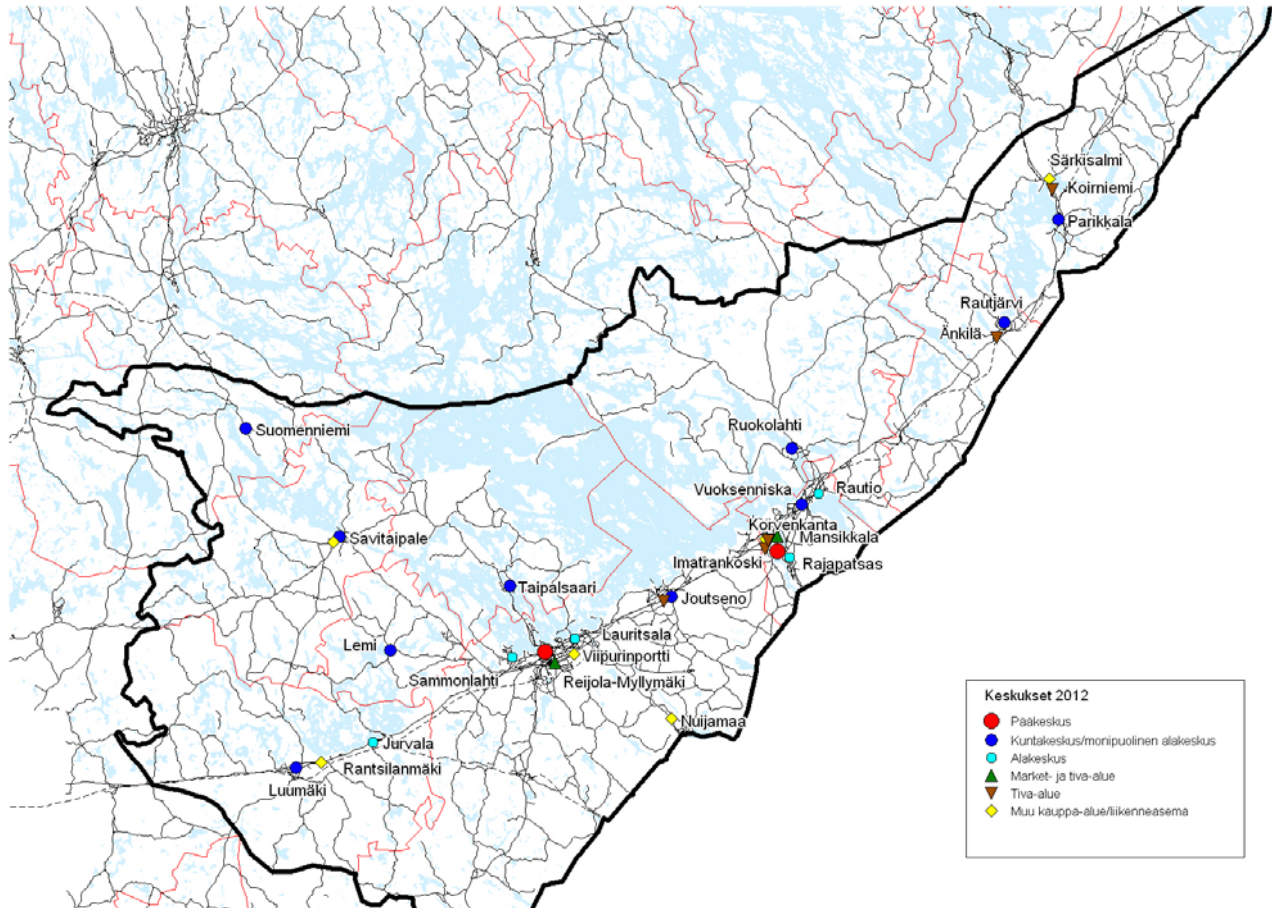 Särkisalmi
Koirniemi
Parikkala
Rautjärvi
Änkilä
Suomenniemi
Ruokolahti
Vuoksenniska
Rautio
Savitaipale
Korvenkanta
Mansikkala
Imatrankoski
Rajapatsas
Taipalsaari
Joutseno
Lauritsala
Lemi
Viipurinportti
Sammonlahti
Reijola-Myllymäki
Nuijamaa
Jurvala
Rantsilanmäki
Luumäki
Keskukset 2012
Pääkeskus
Kuntakeskus/monipuolinen alakeskus
Alakeskus
Market- ja tiva-alue
Tiva-alue
Muu kauppa-alue/liikenneasema